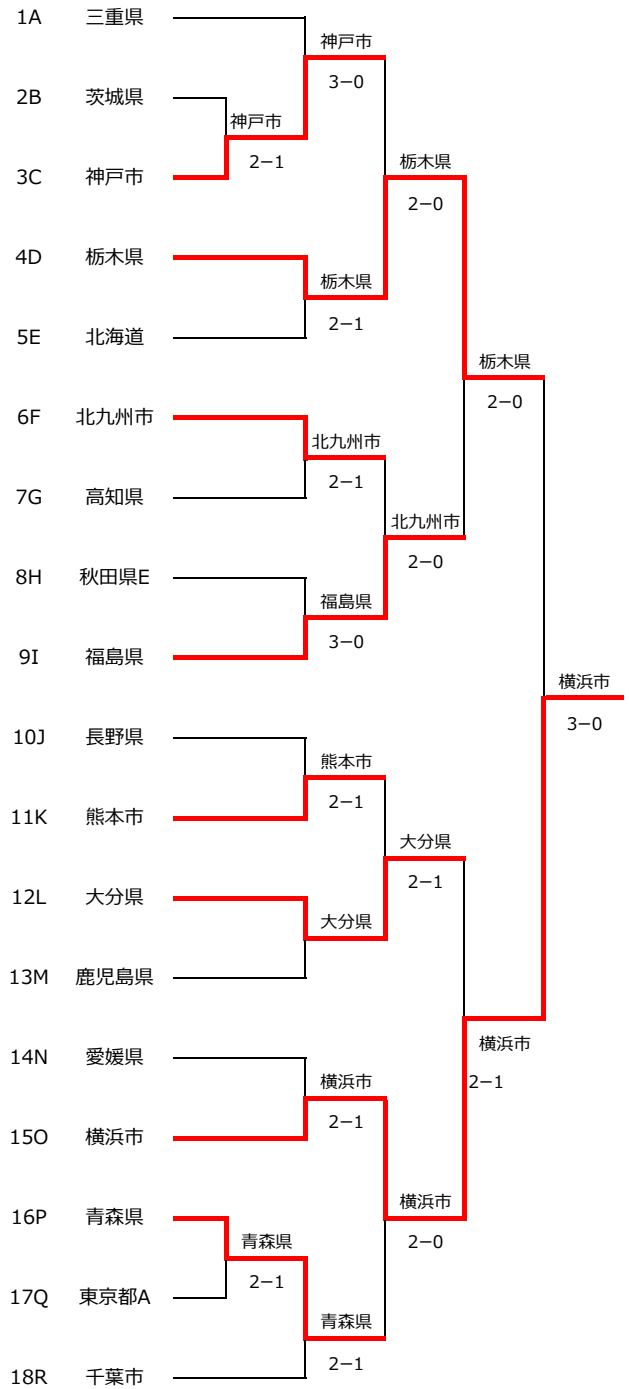 1A 三重県
神戸市
3−0
2B 茨城県
神戸市
2−1
3C 神戸市
栃木県
2−0
4D 栃木県
栃木県
2−1
5E 北海道
栃木県
2−0
6F 北九州市
北九州市
2−1
7G 高知県
北九州市
2−0
8H 秋田県E
福島県
3−0
9I 福島県
横浜市
3−0
10J 長野県
熊本市
2−1
11K 熊本市
大分県
2−1
12L 大分県
大分県
13M 鹿児島県
横浜市
2−1
14N 愛媛県
横浜市
2−1
15O 横浜市
横浜市
2−0
16P 青森県
青森県
2−1
17Q 東京都A
青森県
2−1
18R 千葉市